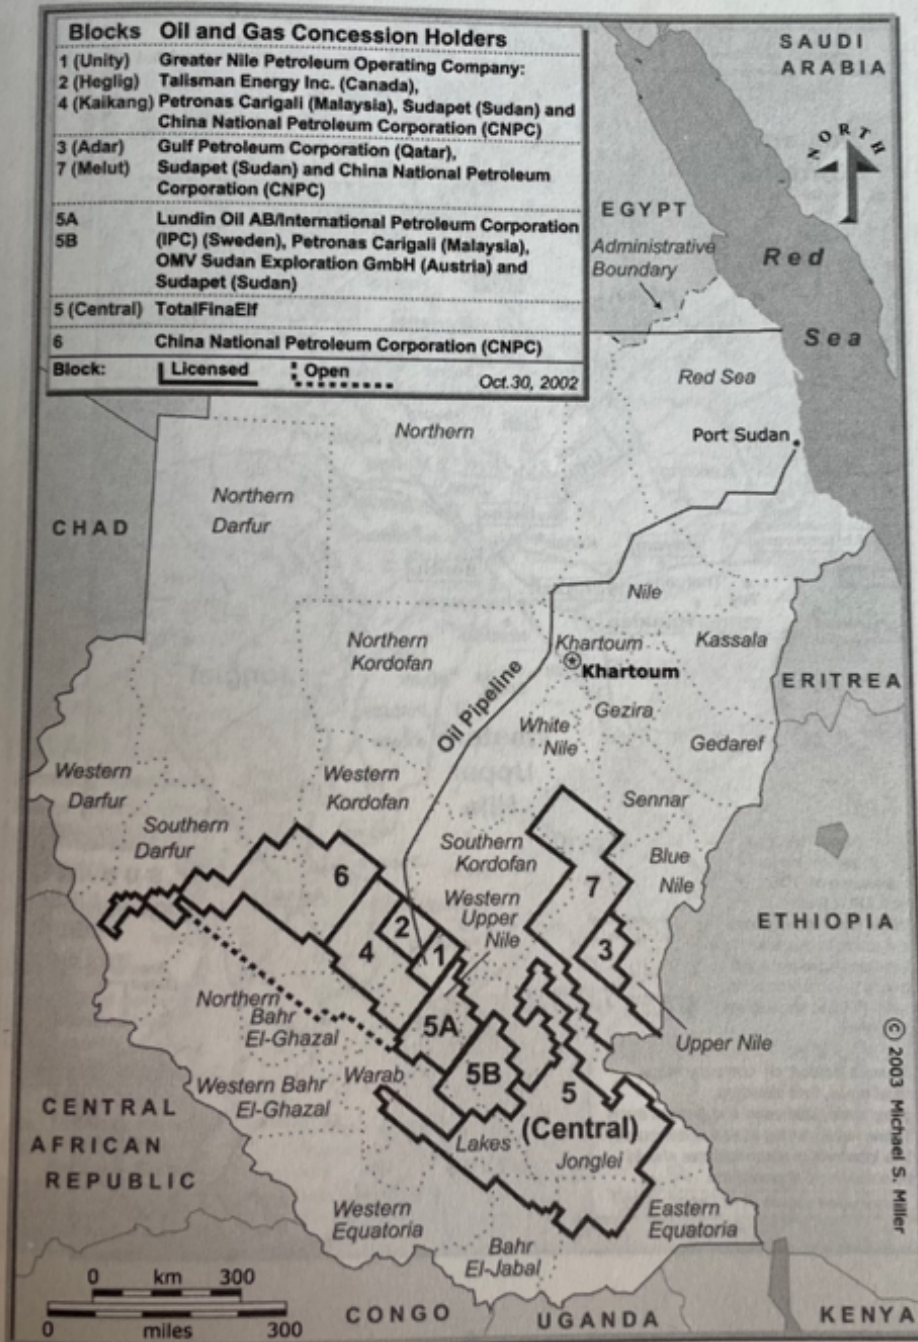 Blocks Oil and Gas Concession Holders
1 (Unity) Greater Nile Petroleum Operating Company:
2 (Heglig) Talisman Energy Inc. (Canada),
4 (Kaikang) Petronas Carigali (Malaysia), Sudapet (Sudan) and
China National Petroleum Corporation (CNPC)
3 (Adar) Gulf Petroleum Corporation (Qatar),
7 (Melut) Sudapet (Sudan) and China National Petroleum
Corporation (CNPC)
5A Lundin Oil AB/International Petroleum Corporation
5B (IPC) (Sweden), Petronas Carigali (Malaysia),
OMV Sudan Exploration GmbH (Austria) and
Sudapet (Sudan)
5 (Central) TotalFinaElf
6 China National Petroleum Corporation (CNPC)
Block: Licensed Open Oct.30, 2002
SAUDI
ARABIA
NORTH
EGYPT
Administrative
Boundary
Red
Sea
Red Sea
Northern
Port Sudan
Northern
Darfur
CHAD
Nile
Northern
Kordofan
Khartoum
Khartoum
Kassala
ERITREA
Oil Pipeline
Gezira
White
Nile
Gedaref
Western
Darfur
Western
Kordofan
Sennar
Southern
Darfur
Southern
Kordofan
Blue
Nile
6
7
Western
Upper
Nile
ETHIOPIA
2
4
1
3
Northern
Bahr
El-Ghazal
5A
Upper Nile
Western Bahr
El-Ghazal
Warab
5B
5
(Central)
CENTRAL
AFRICAN
REPUBLIC
Lakes
Jonglei
Western
Equatoria
Eastern
Equatoria
Bahr
El-Jabal
0 km 300
0 miles 300
CONGO
UGANDA
KENYA
© 2003 Michael S. Miller